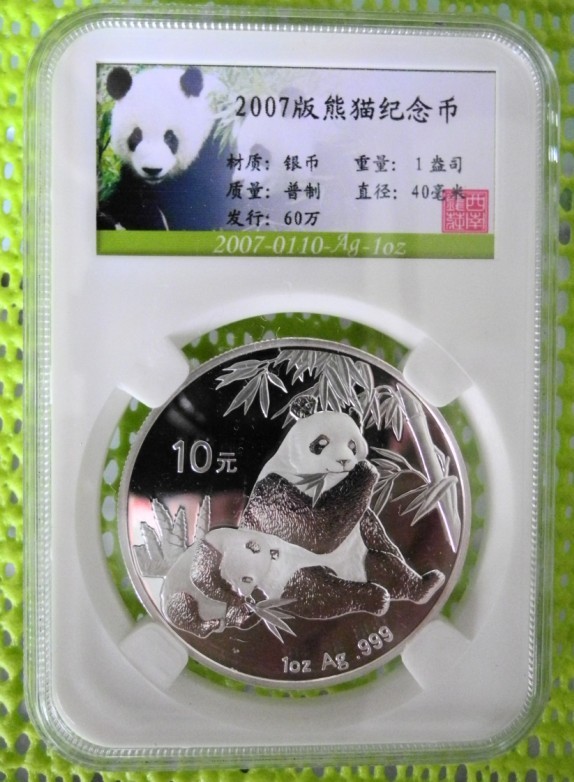 2007版熊猫纪念币
材质：银币 重量：1盎司
质量：普制 直径：40毫米
发行：60万
2007-0110-Ag-1oz
10元
1oz Ag .999